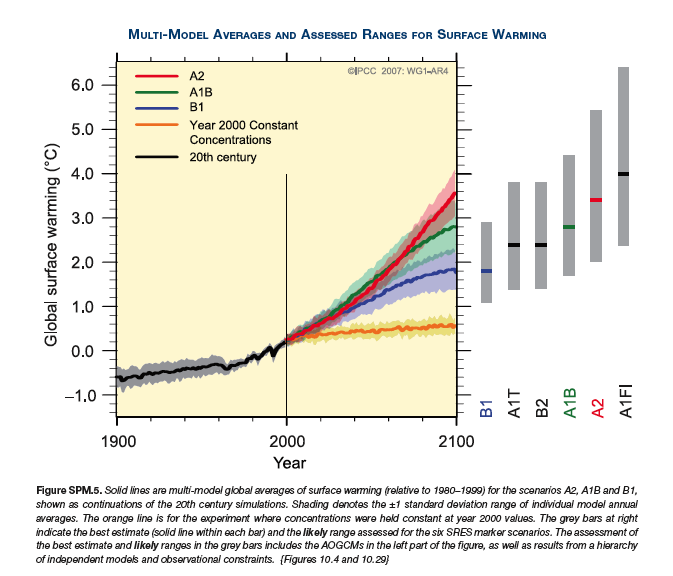 MULTI-MODEL AVERAGES AND ASSESSED RANGES FOR SURFACE WARMING
©IPCC 2007: WG1-AR4
A2
A1B
B1
Year 2000 Constant
Concentrations
20th century
Global surface warming (°C)
6.0
5.0
4.0
3.0
2.0
1.0
0.0
−1.0
1900
2000
2100
Year
B1
A1T
B2
A1B
A2
A1FI
Figure SPM.5. Solid lines are multi-model global averages of surface warming (relative to 1980–1999) for the scenarios A2, A1B and B1,
shown as continuations of the 20th century simulations. Shading denotes the ±1 standard deviation range of individual model annual
averages. The orange line is for the experiment where concentrations were held constant at year 2000 values. The grey bars at right
indicate the best estimate (solid line within each bar) and the likely range assessed for the six SRES marker scenarios. The assessment of
the best estimate and likely ranges in the grey bars includes the AOGCMs in the left part of the figure, as well as results from a hierarchy
of independent models and observational constraints. {Figures 10.4 and 10.29}